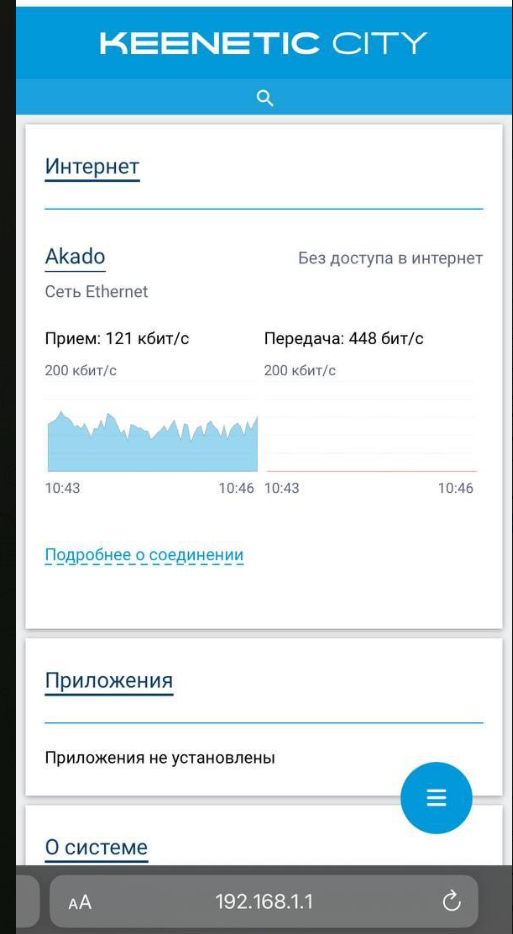 KEENETIC CITY
Интернет
Akado Без доступа в интернет
Сеть Ethernet
Прием: 121 кбит/с Передача: 448 бит/с
200 кбит/с 200 кбит/с
10:43 10:46 10:43 10:46
Подробнее о соединении
Приложения
Приложения не установлены
О системе
AA 192.168.1.1